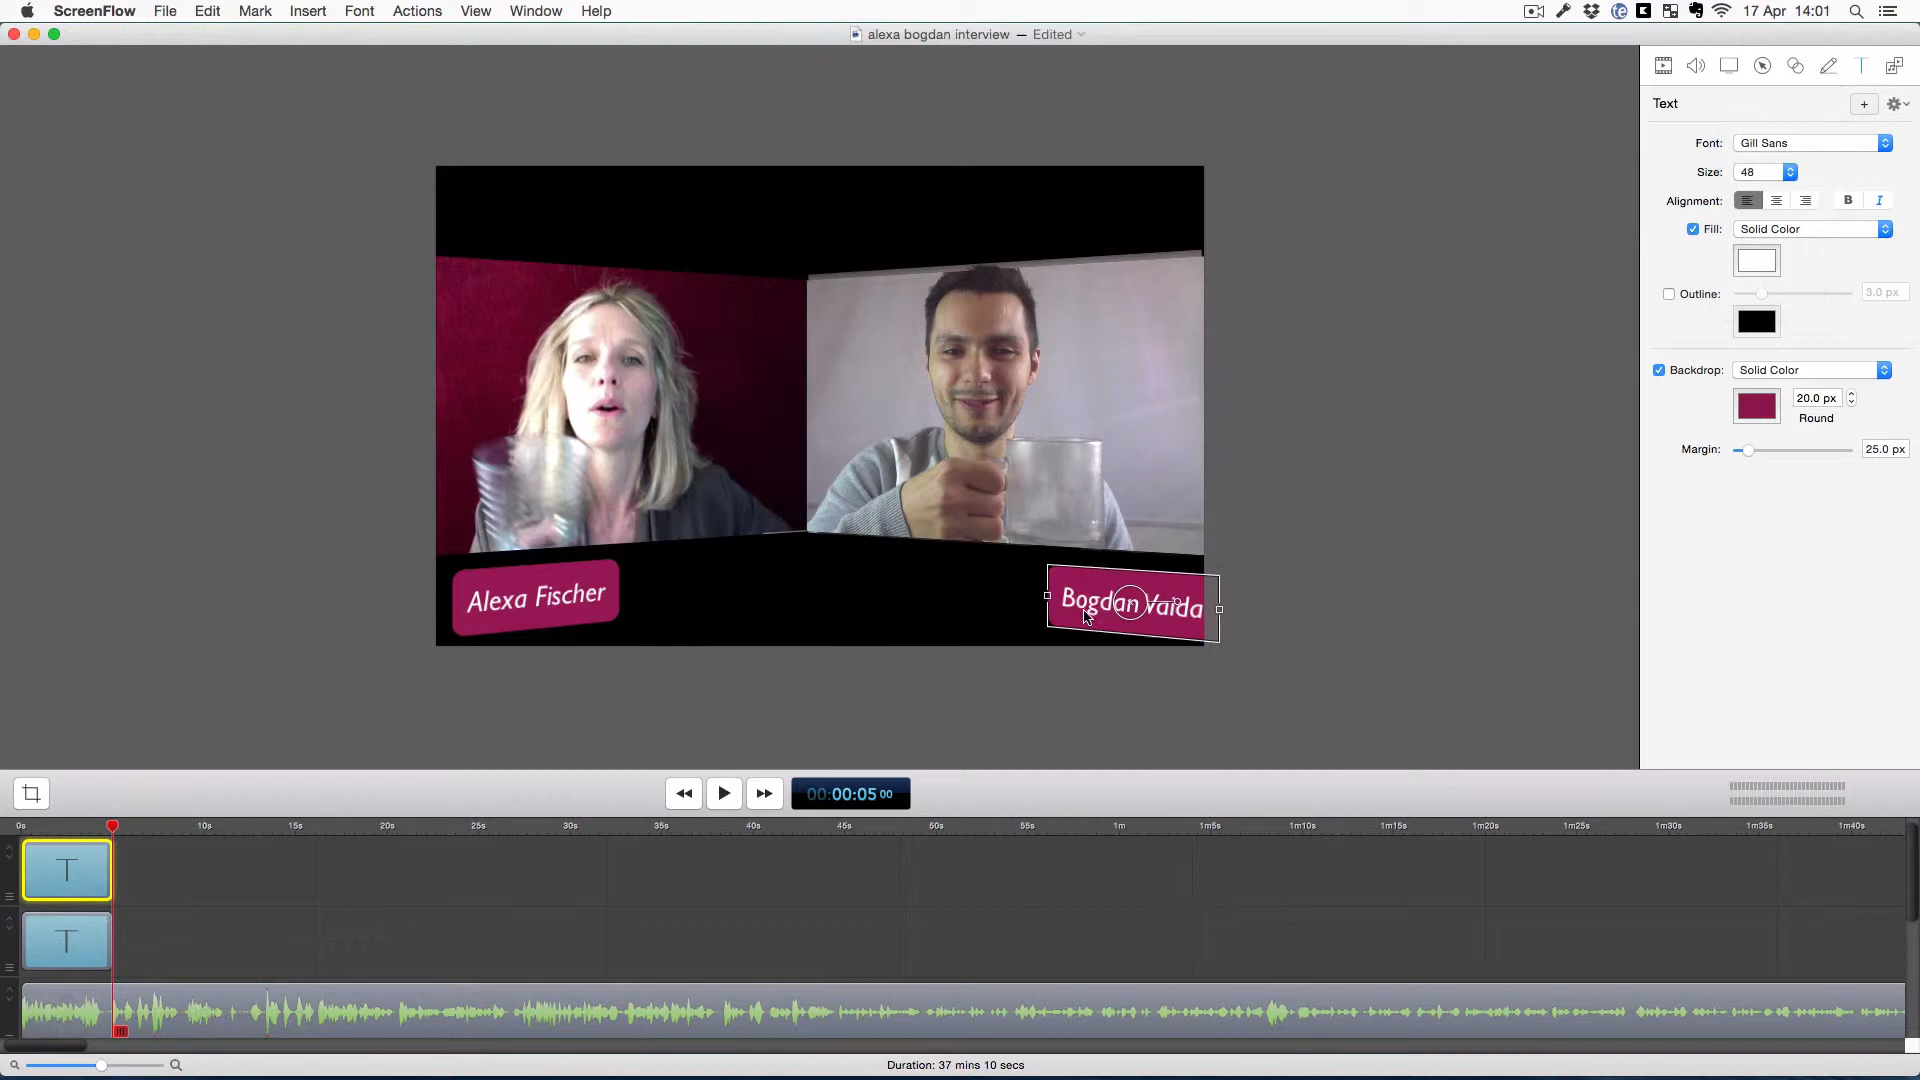 ScreenFlow File Edit Mark Insert Font Actions View Window Help 17 Apr 14:01
alexa bogdan interview — Edited
Text +
Font: Gill Sans
Size: 48
Alignment: B I
Fill: Solid Color
Outline: 3.0 px
Backdrop: Solid Color
20.0 px
Round
Margin: 25.0 px
Alexa Fischer
Bogdan Vaida
00:00:05 00
0s 10s 15s 20s 25s 30s 35s 40s 45s 50s 55s 1m 1m5s 1m10s 1m15s 1m20s 1m25s 1m30s 1m35s 1m40s
T
T
Duration: 37 mins 10 secs